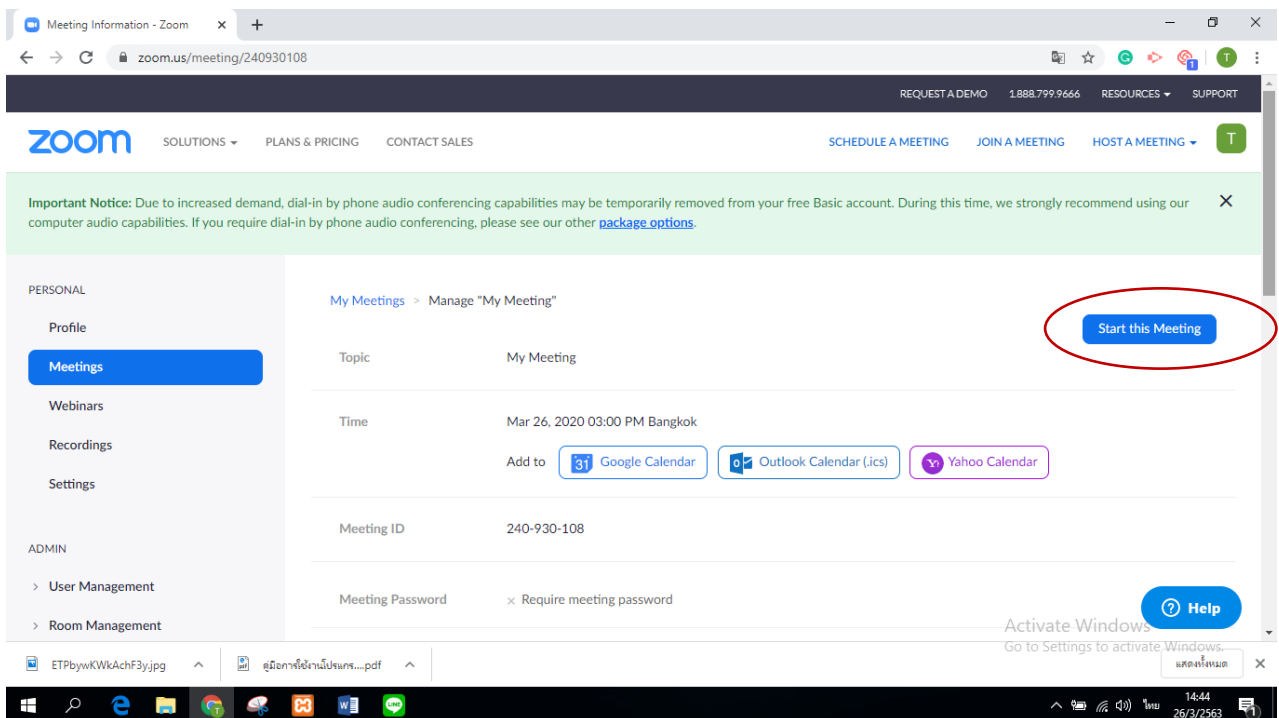 Meeting Information - Zoom
zoom.us/meeting/240930108
T
REQUEST A DEMO 1.888.799.9666 RESOURCES SUPPORT
zoom SOLUTIONS PLANS & PRICING CONTACT SALES SCHEDULE A MEETING JOIN A MEETING HOST A MEETING T
Important Notice: Due to increased demand, dial-in by phone audio conferencing capabilities may be temporarily removed from your free Basic account. During this time, we strongly recommend using our
computer audio capabilities. If you require dial-in by phone audio conferencing, please see our other package options.
PERSONAL
Profile
Meetings
Webinars
Recordings
Settings
ADMIN
User Management
Room Management
My Meetings > Manage "My Meeting"
Start this Meeting
Topic My Meeting
Time Mar 26, 2020 03:00 PM Bangkok
Add to 31 Google Calendar Outlook Calendar (.ics) Yahoo Calendar
Meeting ID 240-930-108
Meeting Password × Require meeting password
Help
Activate Windows
Go to Settings to activate Windows.
ETPbywKWkAchF3y.jpg คู่มือการใช้งานโปรแกร....pdf แสดงทั้งหมด
ไทย 14:44
26/3/2563